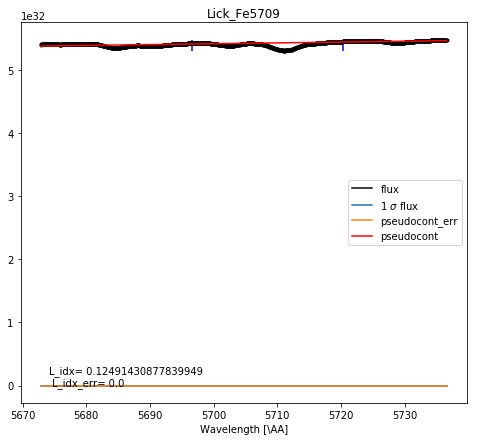 Lick_Fe5709
1e32
5
4
3
2
1
0
flux
1 σ flux
pseudocont_err
pseudocont
L_idx= 0.12491430877839949
L_idx_err= 0.0
5670 5680 5690 5700 5710 5720 5730
Wavelength [\AA]